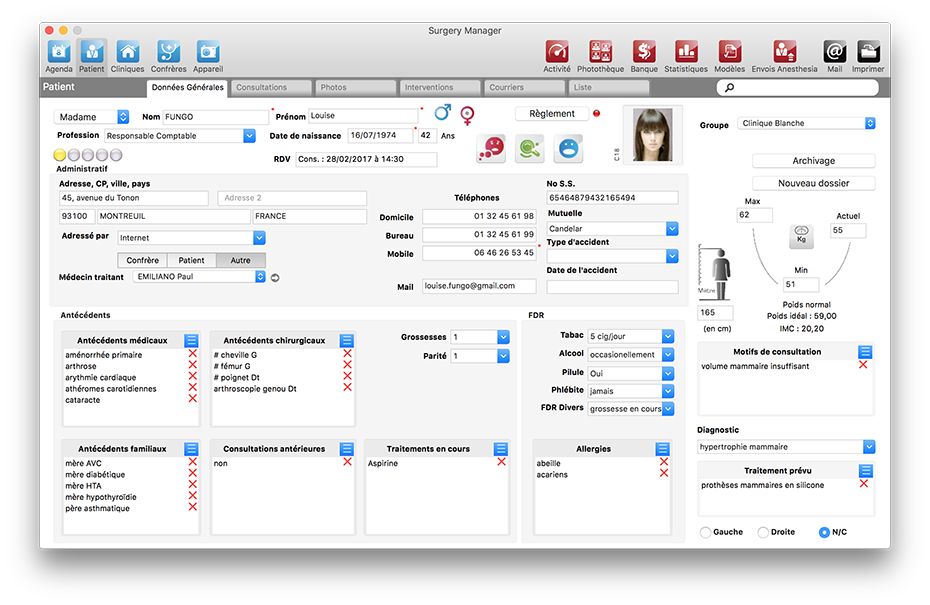 Surgery Manager
Agenda Patient Cliniques Confrères Appareil Activité Photothèque Banque Statistiques Modèles Envois Anesthesia Mail Imprimer
Patient Données Générales Consultations Photos Interventions Courriers Liste
Madame Nom FUNGO * Prénom Louise * Règlement
Groupe Clinique Blanche
Profession Responsable Comptable Date de naissance 16/07/1974 * 42 Ans
RDV Cons. : 28/02/2017 à 14:30
C18
Archivage
Nouveau dossier
Administratif
Adresse, CP, ville, pays
45, avenue du Tonon Adresse 2
93100 MONTREUIL FRANCE
Adressé par Internet
Confrère Patient Autre
Médecin traitant EMILIANO Paul
Téléphones
Domicile 01 32 45 61 98
Bureau 01 32 45 61 99
Mobile 06 46 26 53 45 *
Mail louise.fungo@gmail.com
No S.S.
65464879432165494
Mutuelle
Candelar
Type d'accident
Date de l'accident
Max
62
Actuel
55
Kg
Min
51
Mètre
165
(en cm)
Poids normal
Poids idéal : 59,00
IMC : 20,20
Antécédents
Antécédents médicaux
aménorrhée primaire
arthrose
arythmie cardiaque
athéromes carotidiennes
cataracte
Antécédents chirurgicaux
# cheville G
# fémur G
# poignet Dt
arthroscopie genou Dt
Grossesses 1
Parité 1
FDR
Tabac 5 cig/jour
Alcool occasionellement
Pilule Oui
Phlébite jamais
FDR Divers grossesse en cours
Motifs de consultation
volume mammaire insuffisant
Diagnostic
hypertrophie mammaire
Antécédents familiaux
mère AVC
mère diabétique
mère HTA
mère hypothyroïdie
père asthmatique
Consultations antérieures
non
Traitements en cours
Aspirine
Allergies
abeille
acariens
Traitement prévu
prothèses mammaires en silicone
Gauche Droite N/C